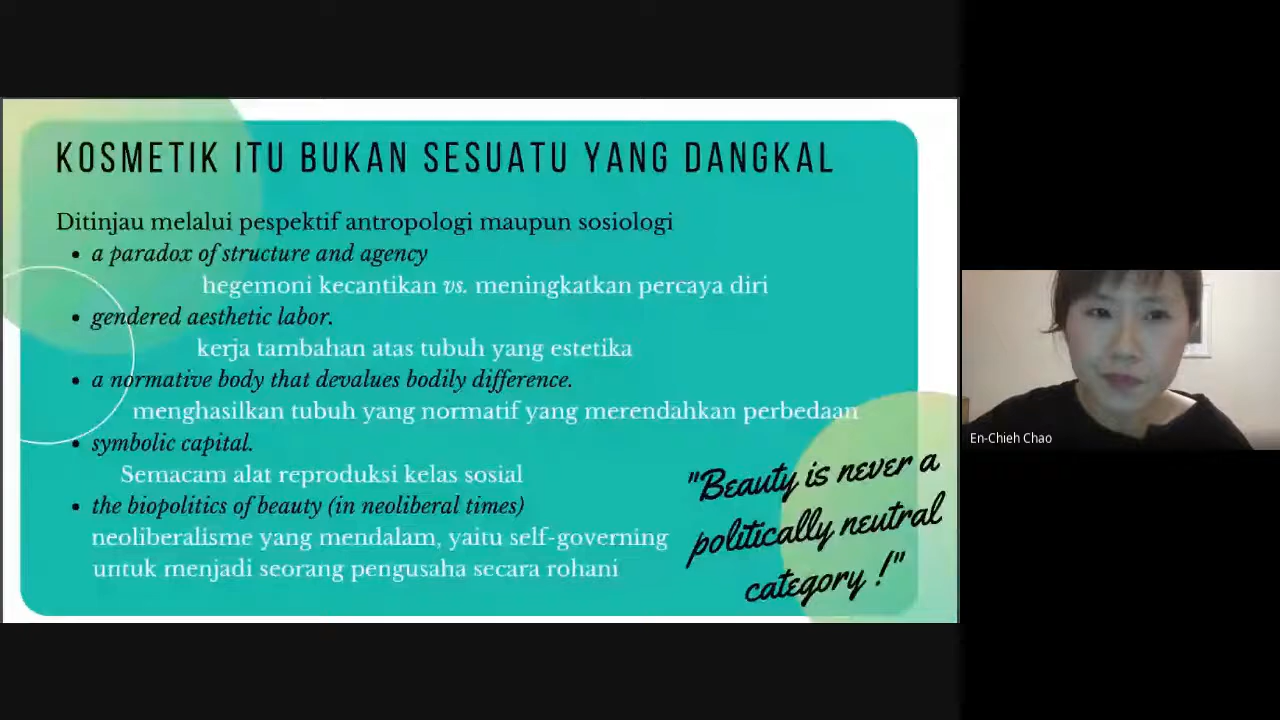 KOSMETIK ITU BUKAN SESUATU YANG DANGKAL
Ditinjau melalui pespektif antropologi maupun sosiologi
• a paradox of structure and agency
hegemoni kecantikan vs. meningkatkan percaya diri
• gendered aesthetic labor.
kerja tambahan atas tubuh yang estetika
• a normative body that devalues bodily difference.
menghasilkan tubuh yang normatif yang merendahkan perbedaan
• symbolic capital.
Semacam alat reproduksi kelas sosial
• the biopolitics of beauty (in neoliberal times)
neoliberalisme yang mendalam, yaitu self-governing
untuk menjadi seorang pengusaha secara rohani
"Beauty is never a
politically neutral
category !"
En-Chieh Chao